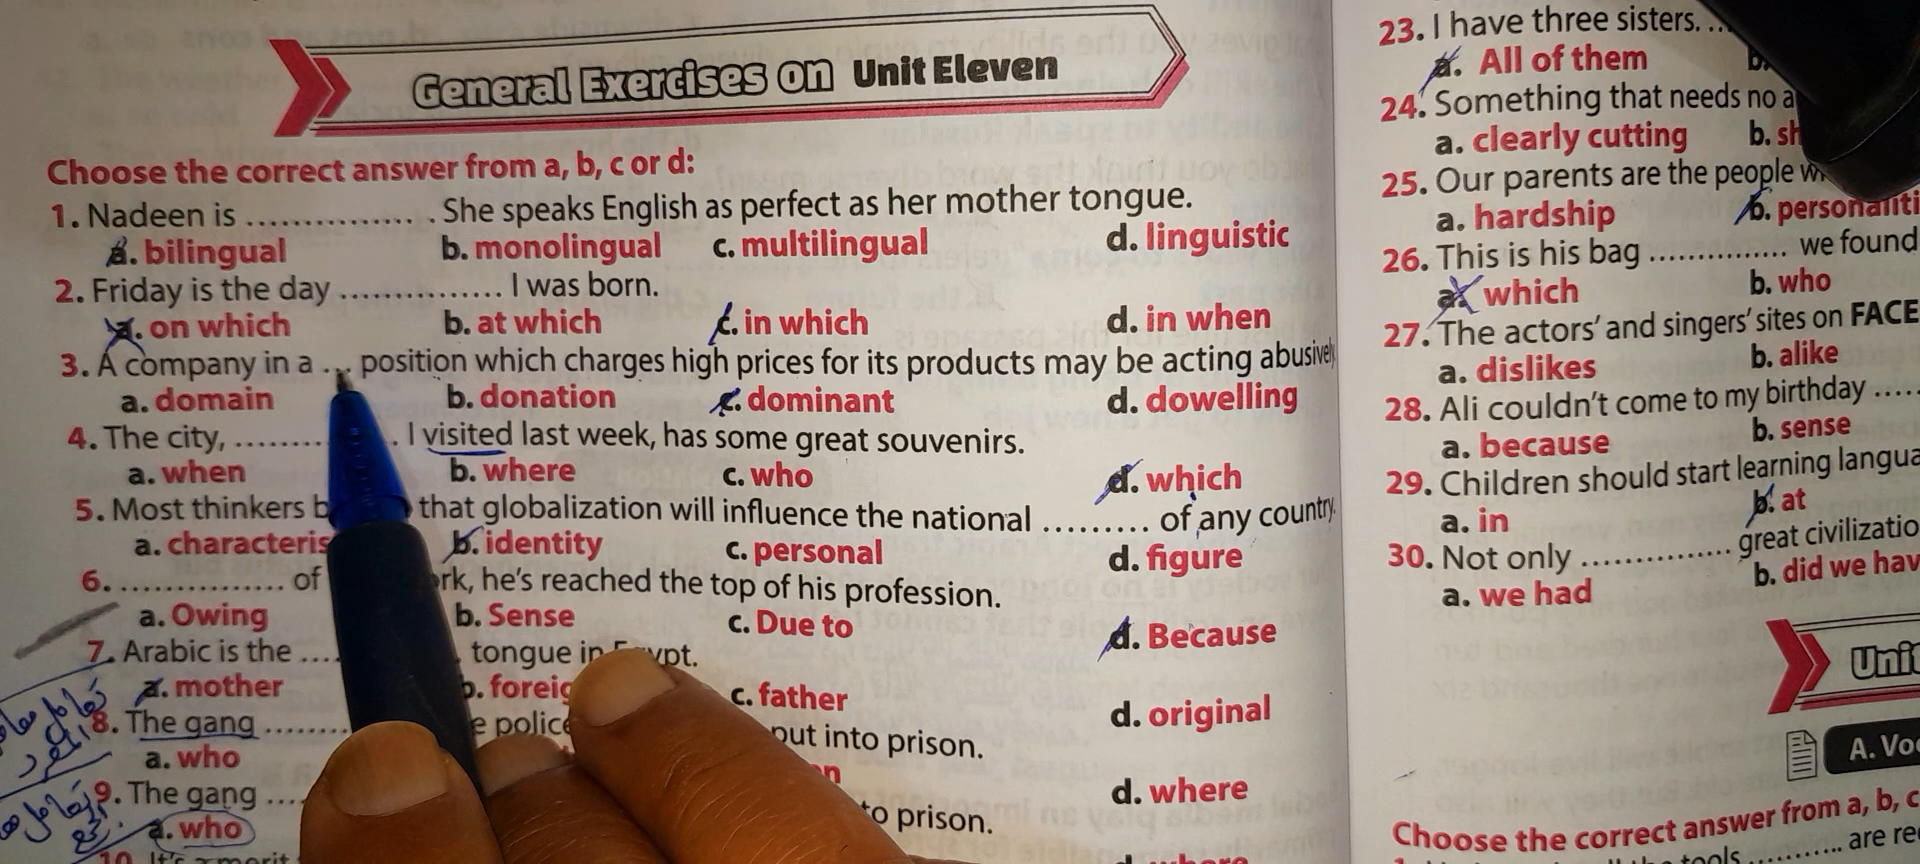 General Exercises on Unit Eleven
Choose the correct answer from a, b, c or d:
1. Nadeen is ................ . She speaks English as perfect as her mother tongue.
a. bilingual b. monolingual c. multilingual d. linguistic
2. Friday is the day .............. I was born.
a. on which b. at which c. in which d. in when
3. A company in a ... position which charges high prices for its products may be acting abusively
a. domain b. donation c. dominant d. dowelling
4. The city, .......... . I visited last week, has some great souvenirs.
a. when b. where c. who d. which
5. Most thinkers that globalization will influence the national ......... of any country.
a. b. identity c. personal d. figure
6. .............. of he's reached the top of his profession.
a. Owing b. Sense c. Due to d. Because
7. Arabic is the .... tongue in
a. mother b. c. father d. original
8. The gang ........ police put into prison.
a. who d. where
9. The gang .... to prison.
a. who d. where
10. It's a
23. I have three sisters. ...
a. All of them b.
24. Something that needs no
a. clearly cutting b.
25. Our parents are the people
a. hardship b.
26. This is his bag .............. we found
a. which b. who
27. The actors' and singers' sites on FACE
a. dislikes b. alike
28. Ali couldn't come to my birthday .....
a. because b. sense
29. Children should start learning
a. in b. at
30. Not only .............. great
a. we had b. did we
A.
Choose the correct answer from a, b, c
tools .......... are